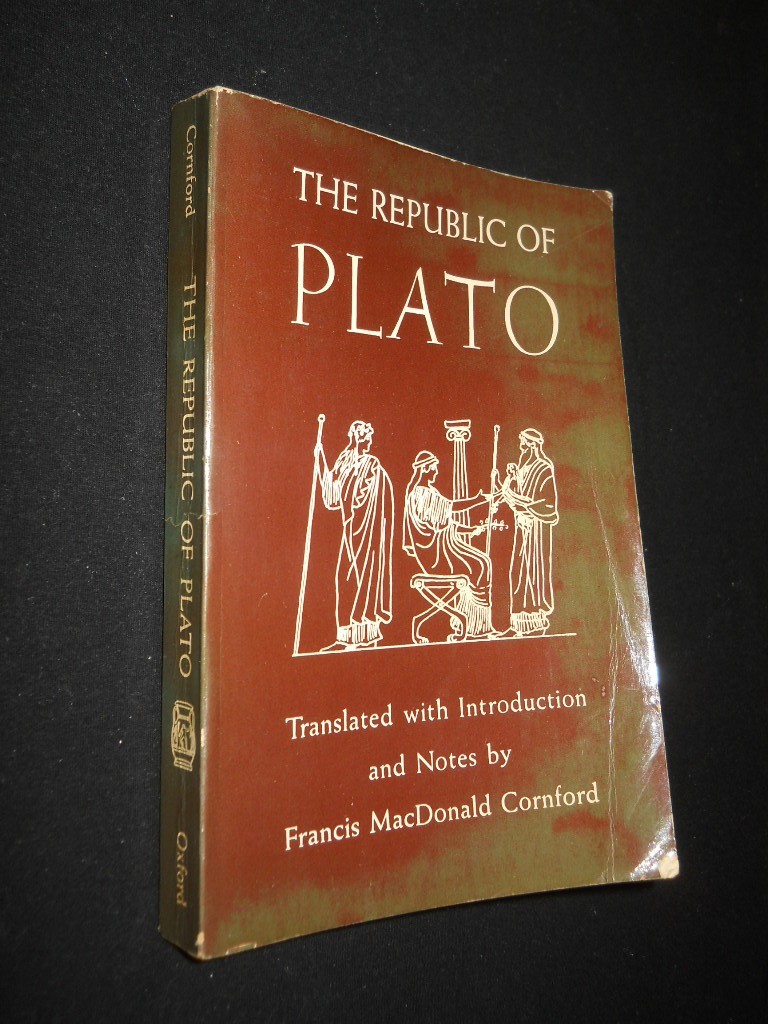 Cornford
THE REPUBLIC OF PLATO
Oxford
THE REPUBLIC OF
PLATO
Translated with Introduction
and Notes by
Francis MacDonald Cornford